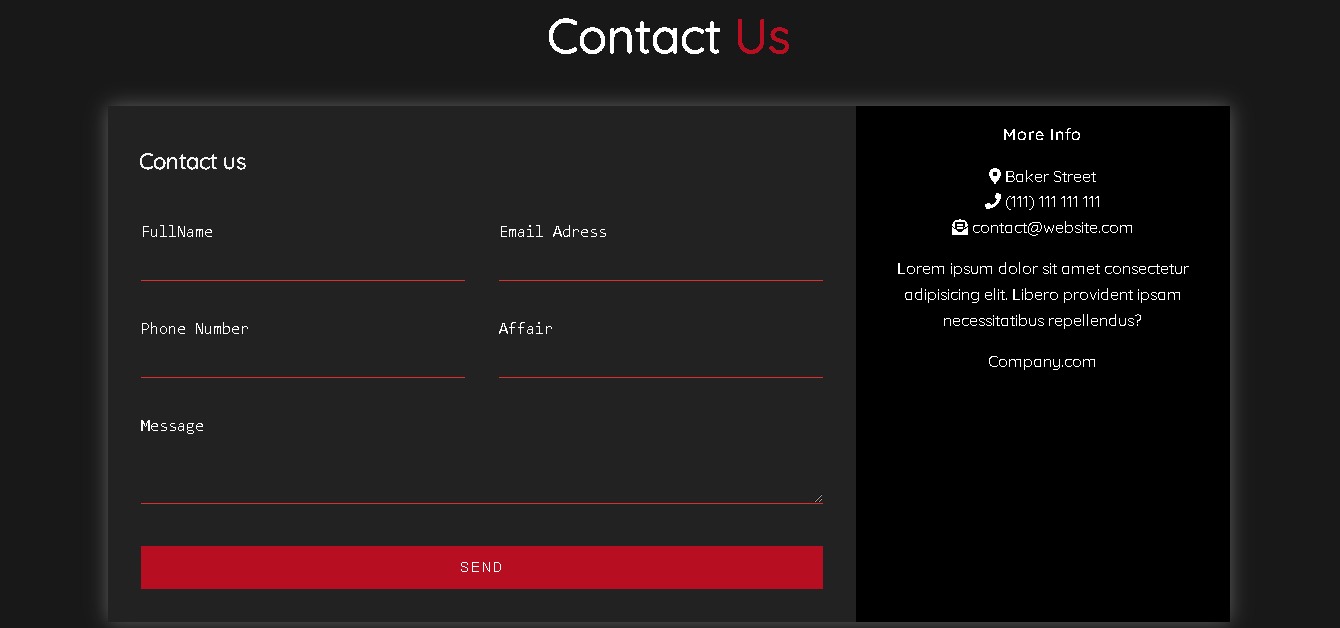 Contact Us
Contact us
FullName
Email Adress
Phone Number
Affair
Message
SEND
More Info
Baker Street
(111) 111 111 111
contact@website.com
Lorem ipsum dolor sit amet consectetur
adipisicing elit. Libero provident ipsam
necessitatibus repellendus?
Company.com